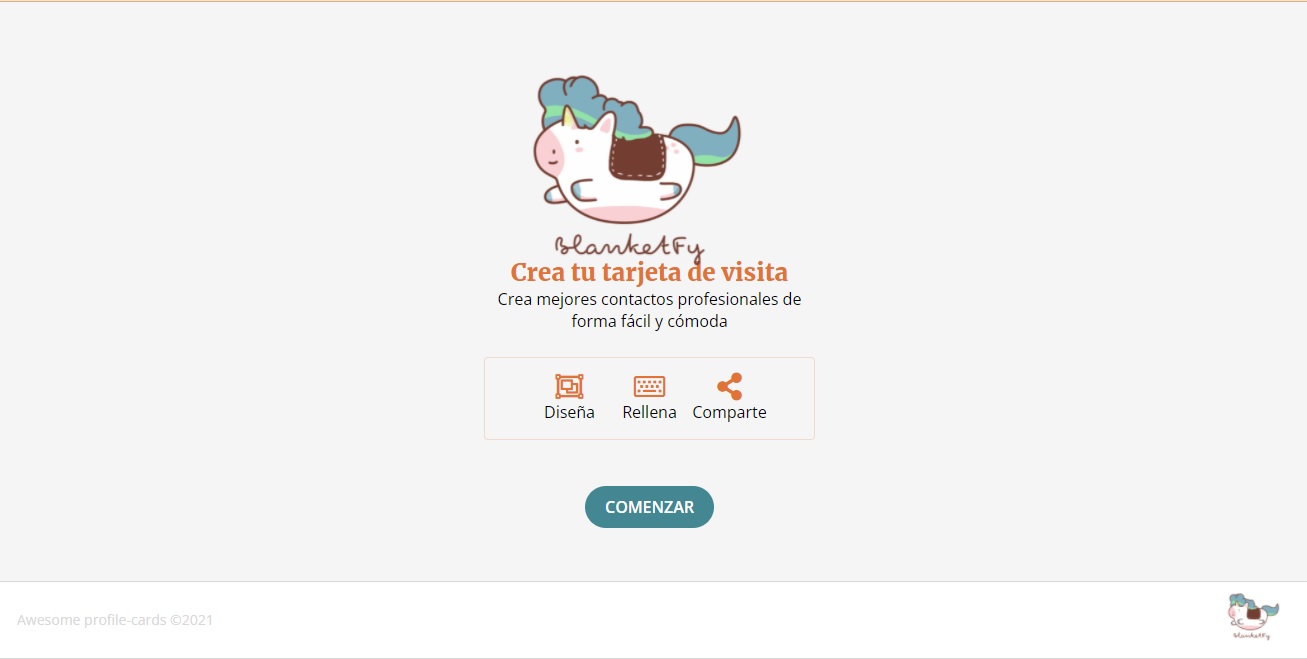 BlanketFy
Crea tu tarjeta de visita
Crea mejores contactos profesionales de
forma fácil y cómoda
Diseña Rellena Comparte
COMENZAR
Awesome profile-cards ©2021
BlanketFy